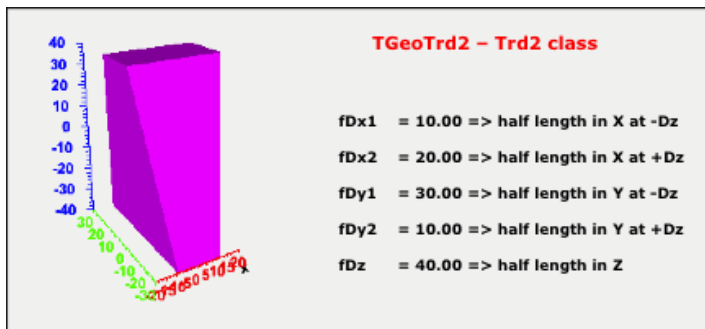 TGeoTrd2 – Trd2 class
fDx1 = 10.00 => half length in X at -Dz
fDx2 = 20.00 => half length in X at +Dz
fDy1 = 30.00 => half length in Y at -Dz
fDy2 = 10.00 => half length in Y at +Dz
fDz = 40.00 => half length in Z
40
30
20
10
0
-10
-20
-30
-40
30
20
10
0
-10
-20